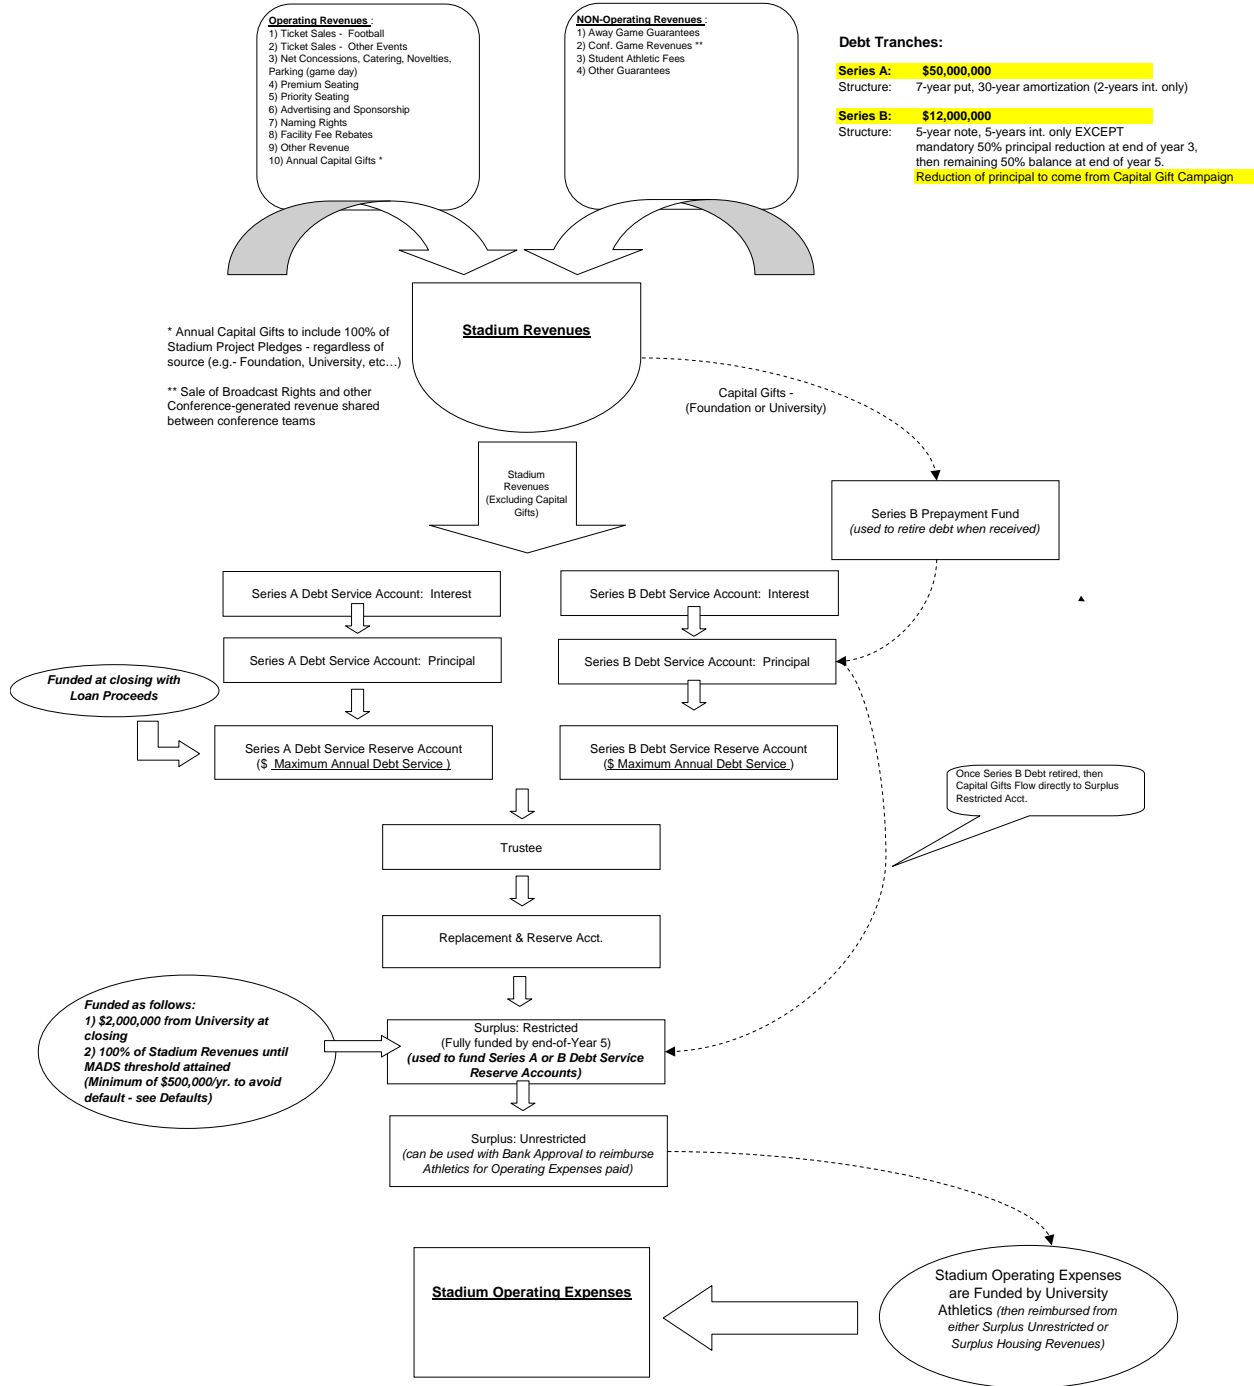 Operating Revenues :
1) Ticket Sales - Football
2) Ticket Sales - Other Events
3) Net Concessions, Catering, Novelties,
Parking (game day)
4) Premium Seating
5) Priority Seating
6) Advertising and Sponsorship
7) Naming Rights
8) Facility Fee Rebates
9) Other Revenue
10) Annual Capital Gifts *
NON-Operating Revenues :
1) Away Game Guarantees
2) Conf. Game Revenues **
3) Student Athletic Fees
4) Other Guarantees
Debt Tranches:
Series A: $50,000,000
Structure: 7-year put, 30-year amortization (2-years int. only)
Series B: $12,000,000
Structure: 5-year note, 5-years int. only EXCEPT
mandatory 50% principal reduction at end of year 3,
then remaining 50% balance at end of year 5.
Reduction of principal to come from Capital Gift Campaign
Stadium Revenues
* Annual Capital Gifts to include 100% of
Stadium Project Pledges - regardless of
source (e.g.- Foundation, University, etc…)
** Sale of Broadcast Rights and other
Conference-generated revenue shared
between conference teams
Capital Gifts -
(Foundation or University)
Stadium
Revenues
(Excluding Capital
Gifts)
Series B Prepayment Fund
(used to retire debt when received)
Series A Debt Service Account: Interest
Series B Debt Service Account: Interest
Series A Debt Service Account: Principal
Series B Debt Service Account: Principal
Funded at closing with
Loan Proceeds
Series A Debt Service Reserve Account
($ Maximum Annual Debt Service )
Series B Debt Service Reserve Account
($ Maximum Annual Debt Service )
Once Series B Debt retired, then
Capital Gifts Flow directly to Surplus
Restricted Acct.
Trustee
Replacement & Reserve Acct.
Funded as follows:
1) $2,000,000 from University at
closing
2) 100% of Stadium Revenues until
MADS threshold attained
(Minimum of $500,000/yr. to avoid
default - see Defaults)
Surplus: Restricted
(Fully funded by end-of-Year 5)
(used to fund Series A or B Debt Service
Reserve Accounts)
Surplus: Unrestricted
(can be used with Bank Approval to reimburse
Athletics for Operating Expenses paid)
Stadium Operating Expenses
Stadium Operating Expenses
are Funded by University
Athletics (then reimbursed from
either Surplus Unrestricted or
Surplus Housing Revenues)